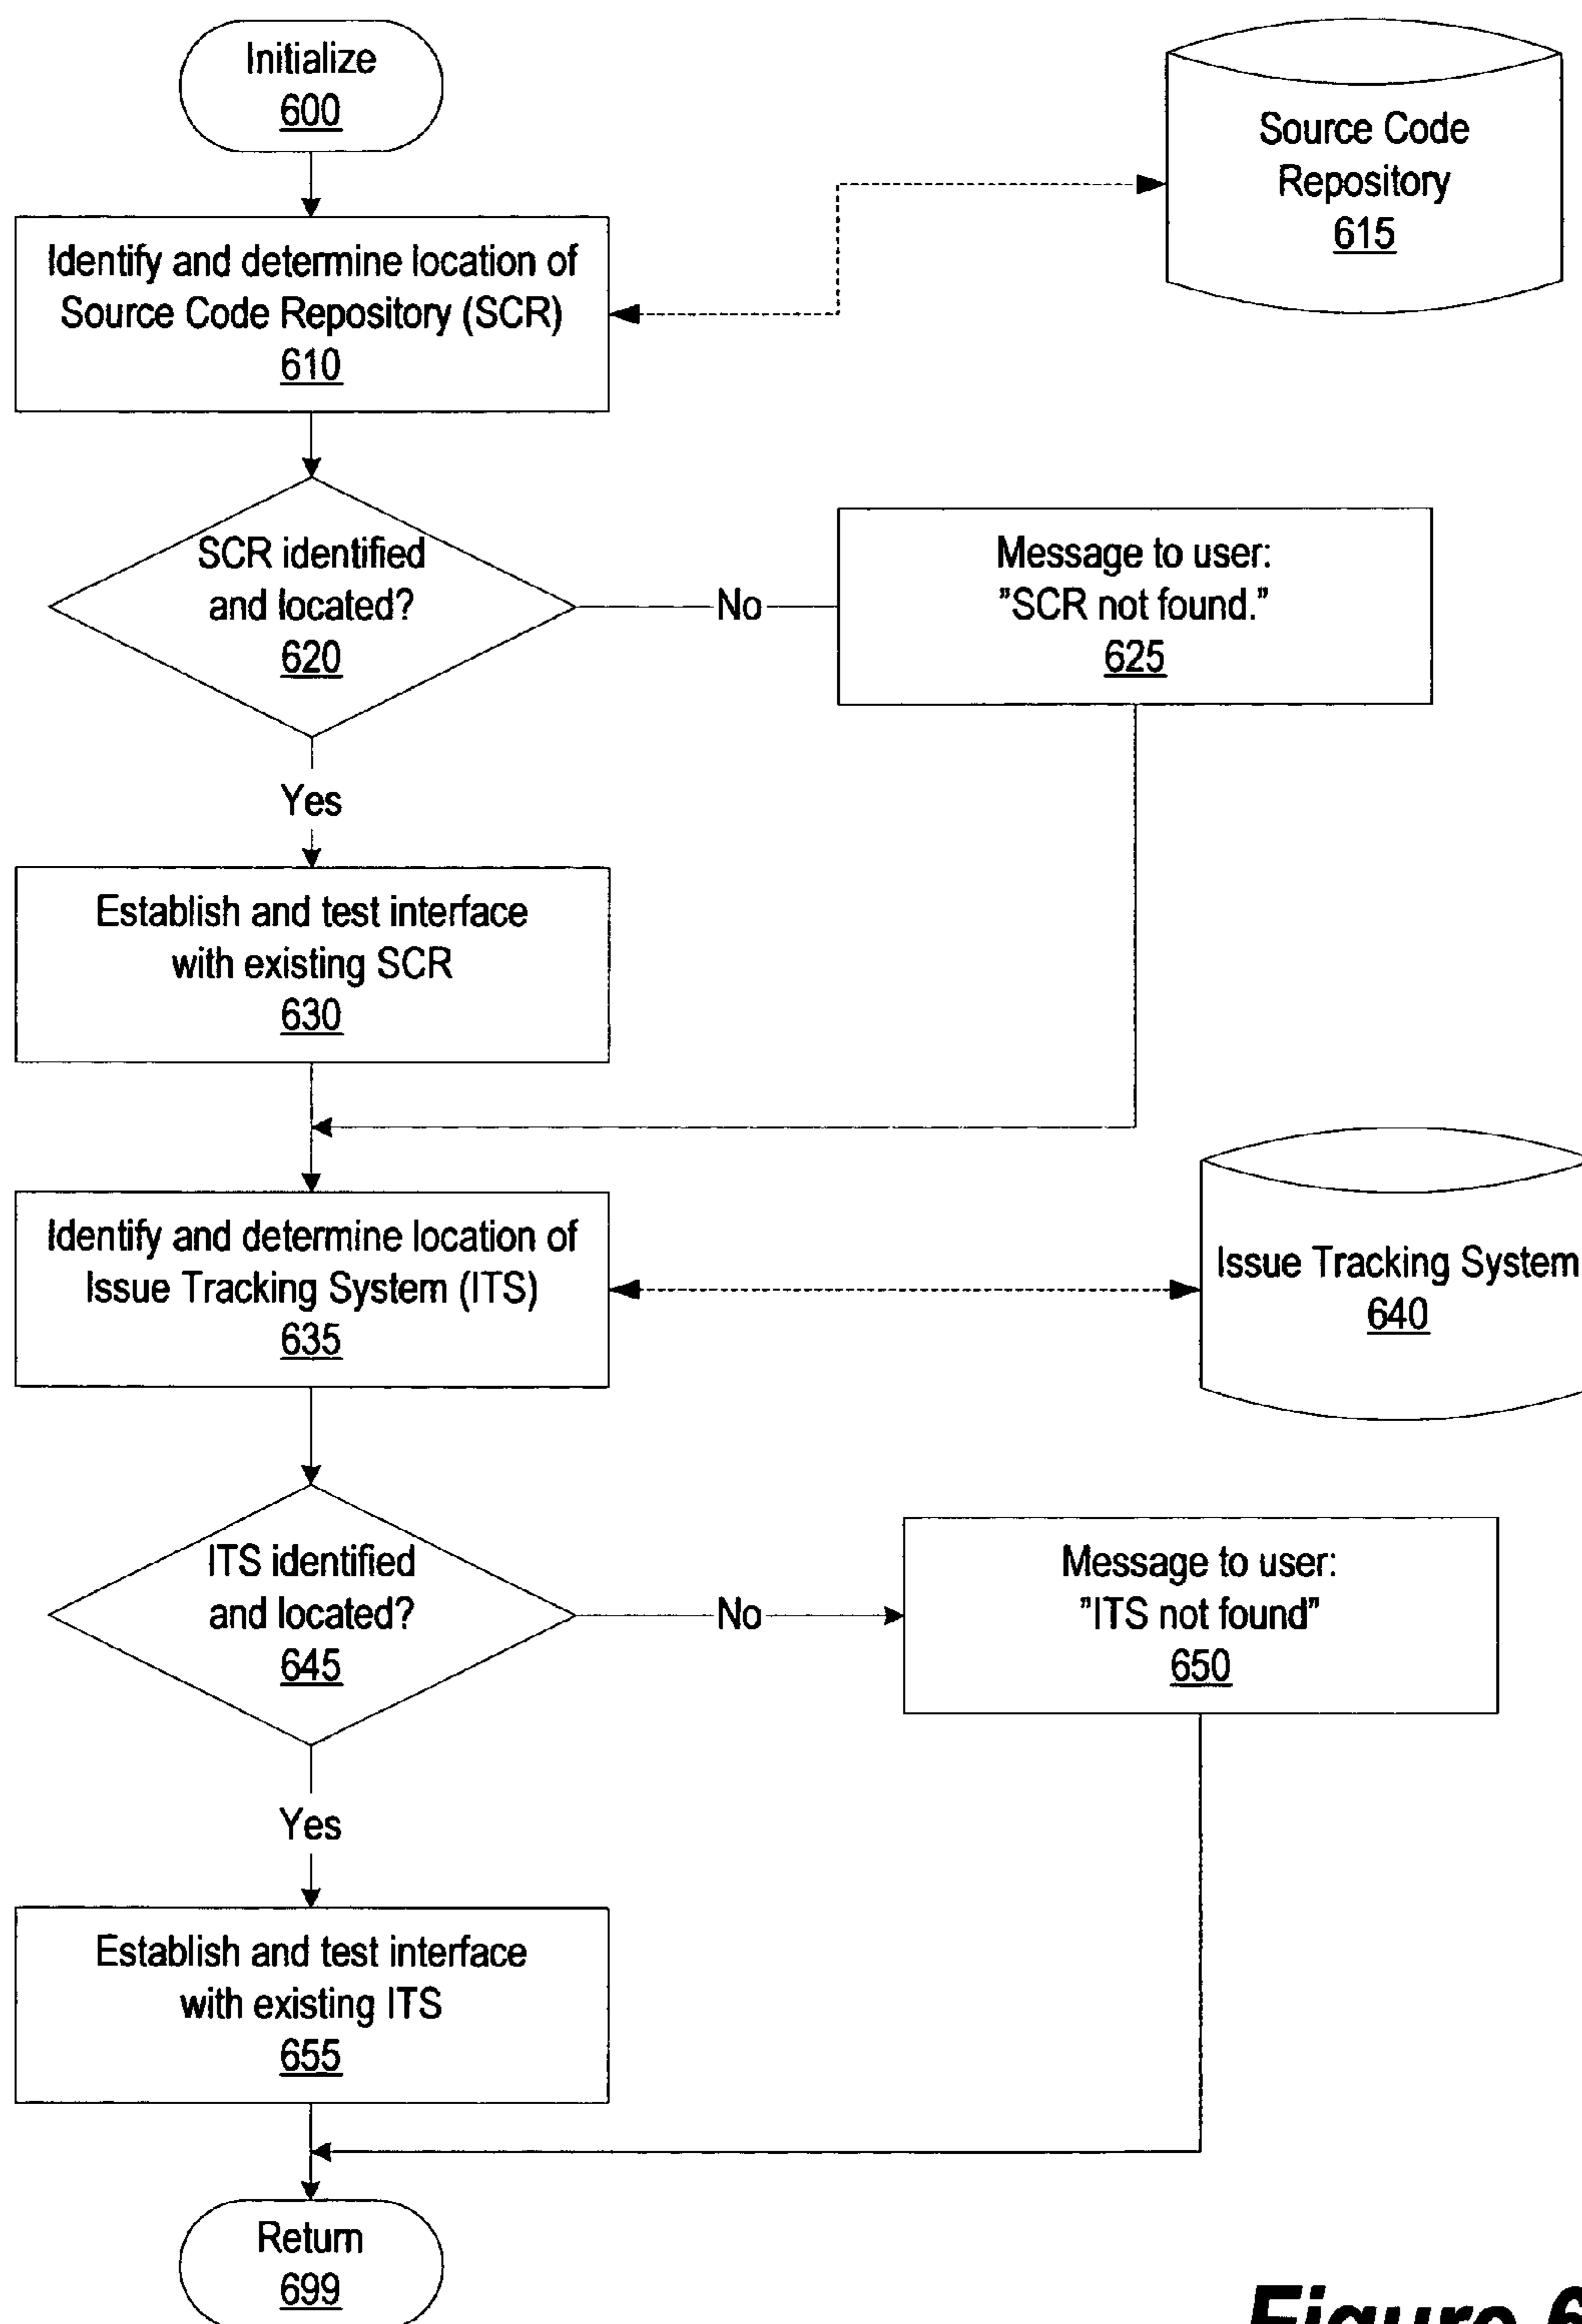 Initialize
600
Source Code
Repository
615
Identify and determine location of
Source Code Repository (SCR)
610
SCR identified
and located?
620
No
Message to user:
"SCR not found."
625
Yes
Establish and test interface
with existing SCR
630
Identify and determine location of
Issue Tracking System (ITS)
635
Issue Tracking System
640
ITS identified
and located?
645
No
Message to user:
"ITS not found"
650
Yes
Establish and test interface
with existing ITS
655
Return
699
Figure 6